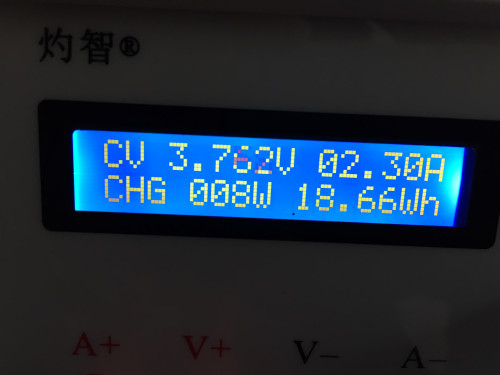 灼智®
CV 3.762V 02.30A
CHG 008W 18.66Wh
A+ V+ V− A−